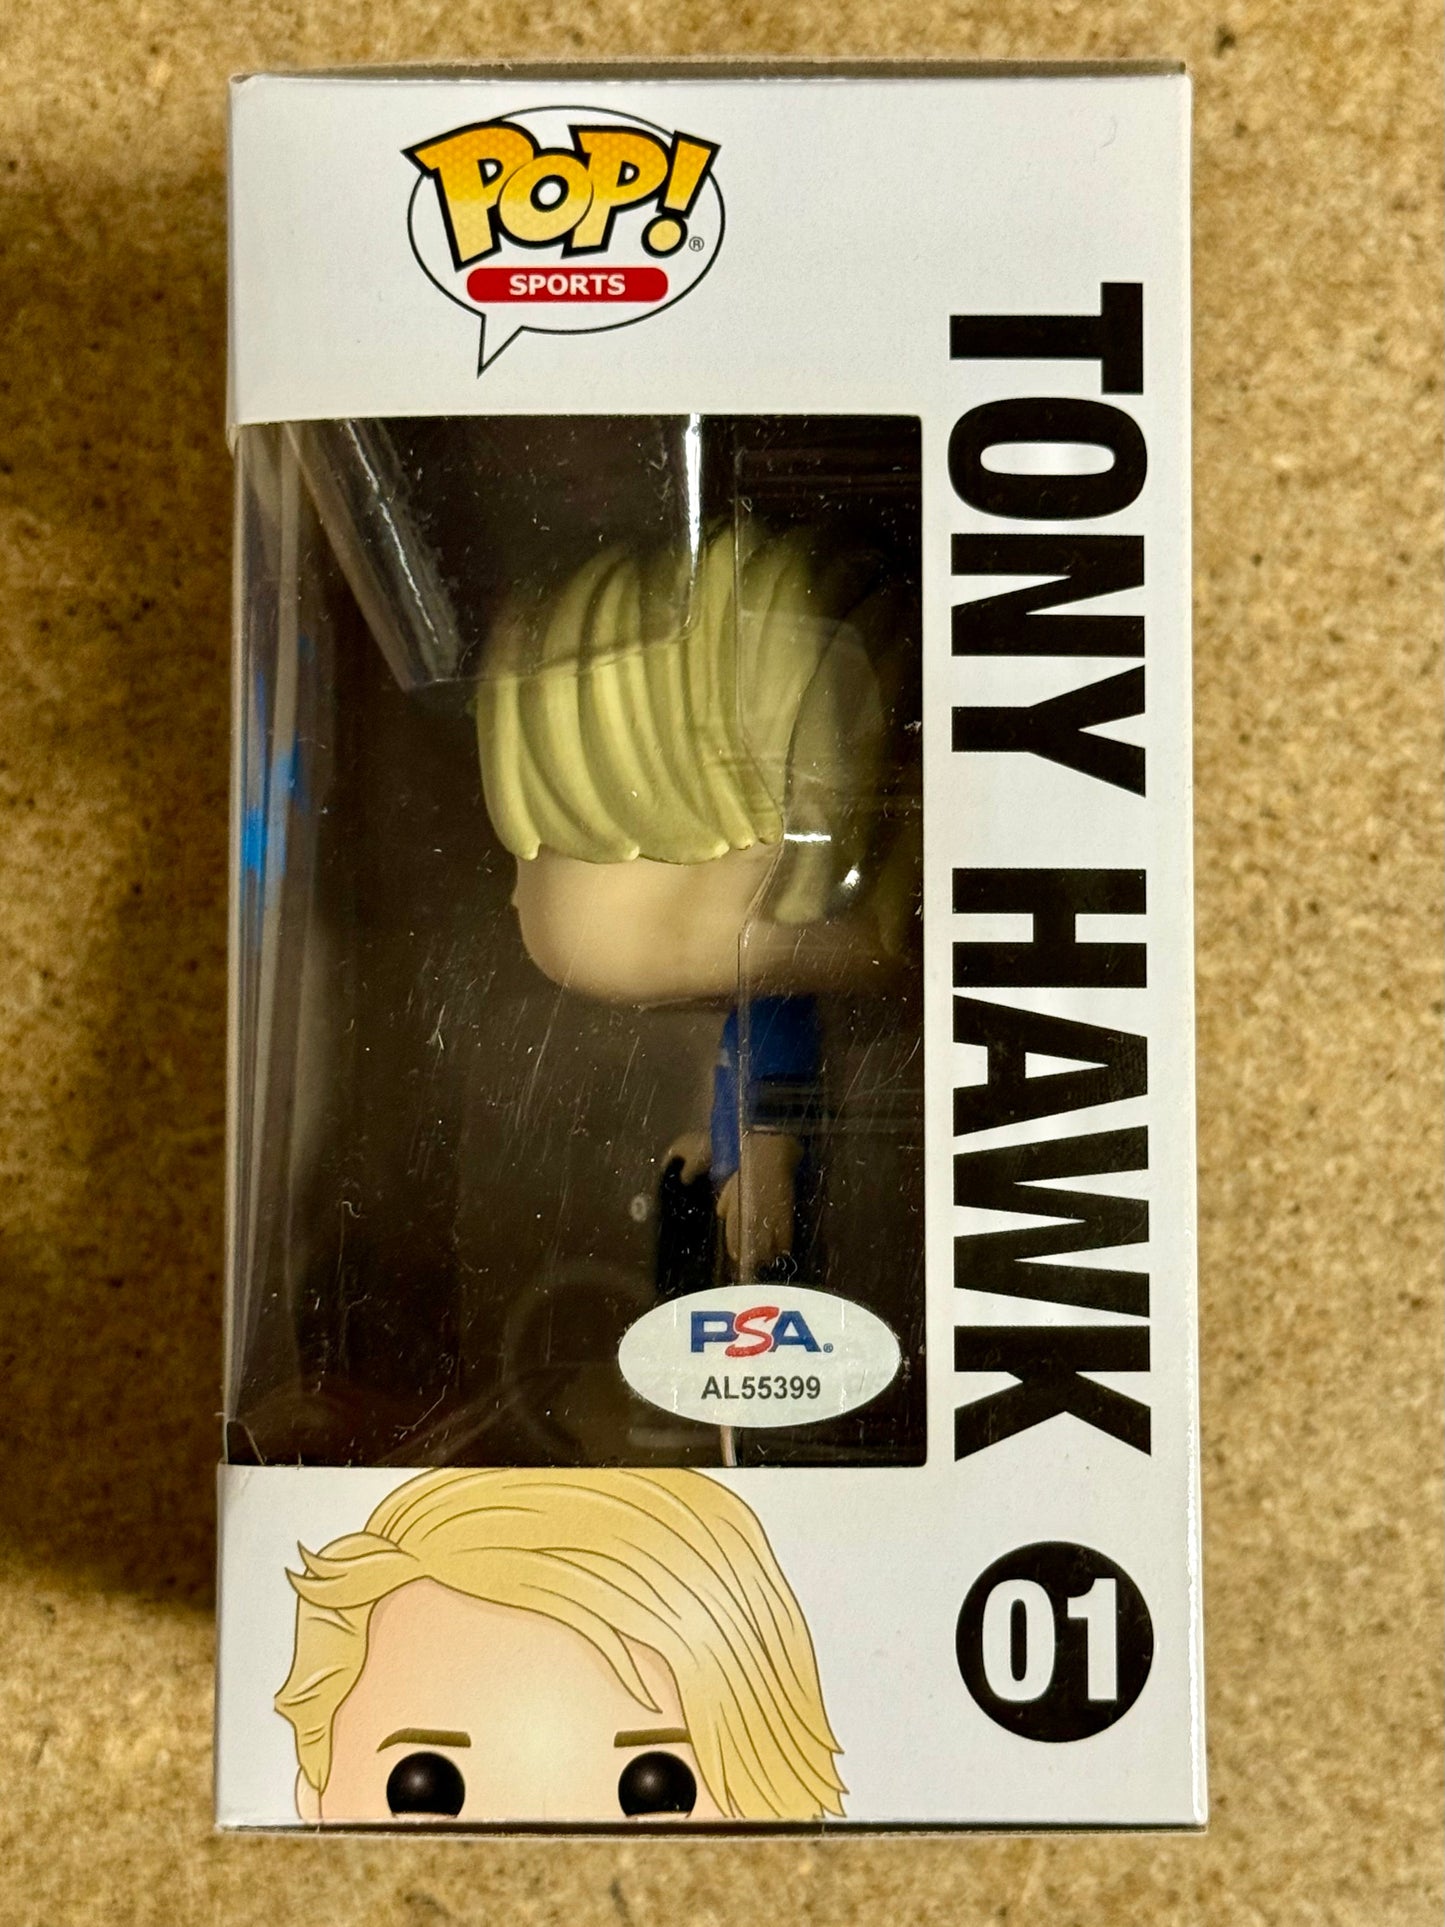 POP!®
SPORTS
TONY HAWK
01
PSA®
AL55399